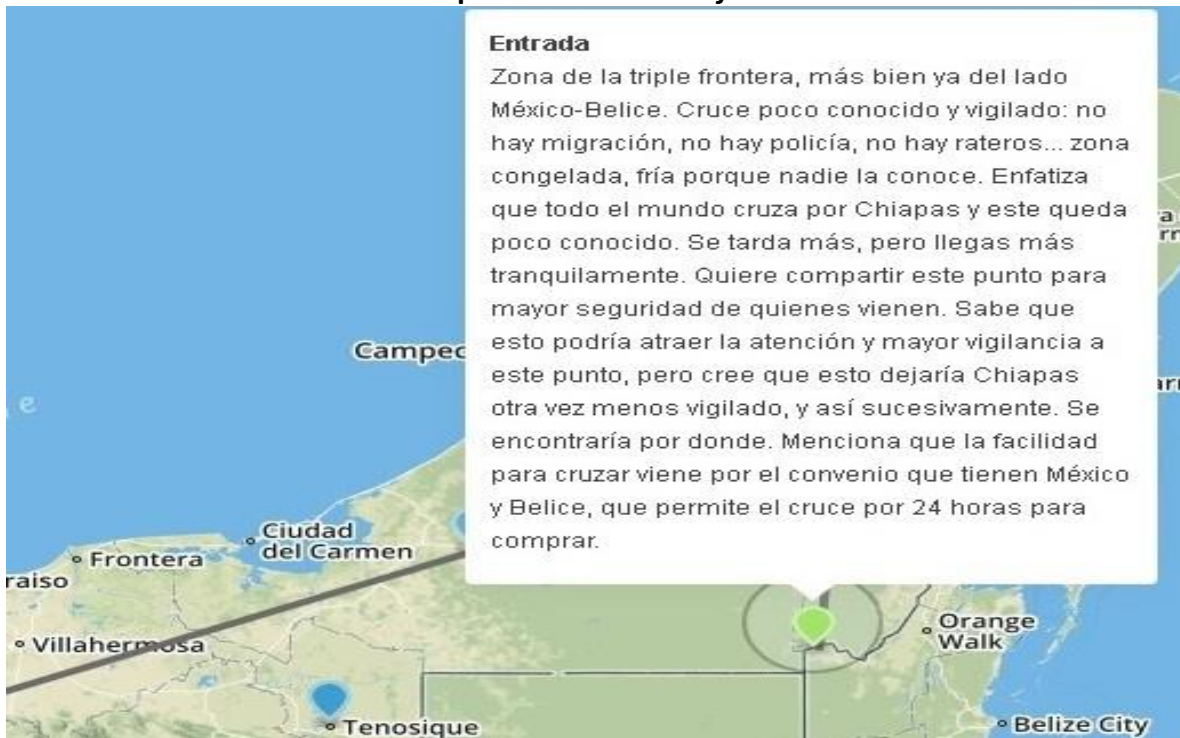 Entrada
Zona de la triple frontera, más bien ya del lado
México-Belice. Cruce poco conocido y vigilado: no
hay migración, no hay policía, no hay rateros... zona
congelada, fría porque nadie la conoce. Enfatiza
que todo el mundo cruza por Chiapas y este queda
poco conocido. Se tarda más, pero llegas más
tranquilamente. Quiere compartir este punto para
mayor seguridad de quienes vienen. Sabe que
esto podría atraer la atención y mayor vigilancia a
este punto, pero cree que esto dejaría Chiapas
otra vez menos vigilado, y así sucesivamente. Se
encontraría por donde. Menciona que la facilidad
para cruzar viene por el convenio que tienen México
y Belice, que permite el cruce por 24 horas para
comprar.
Campec
Ciudad
del Carmen
Frontera
raiso
Villahermosa
Tenosique
Orange
Walk
Belize City